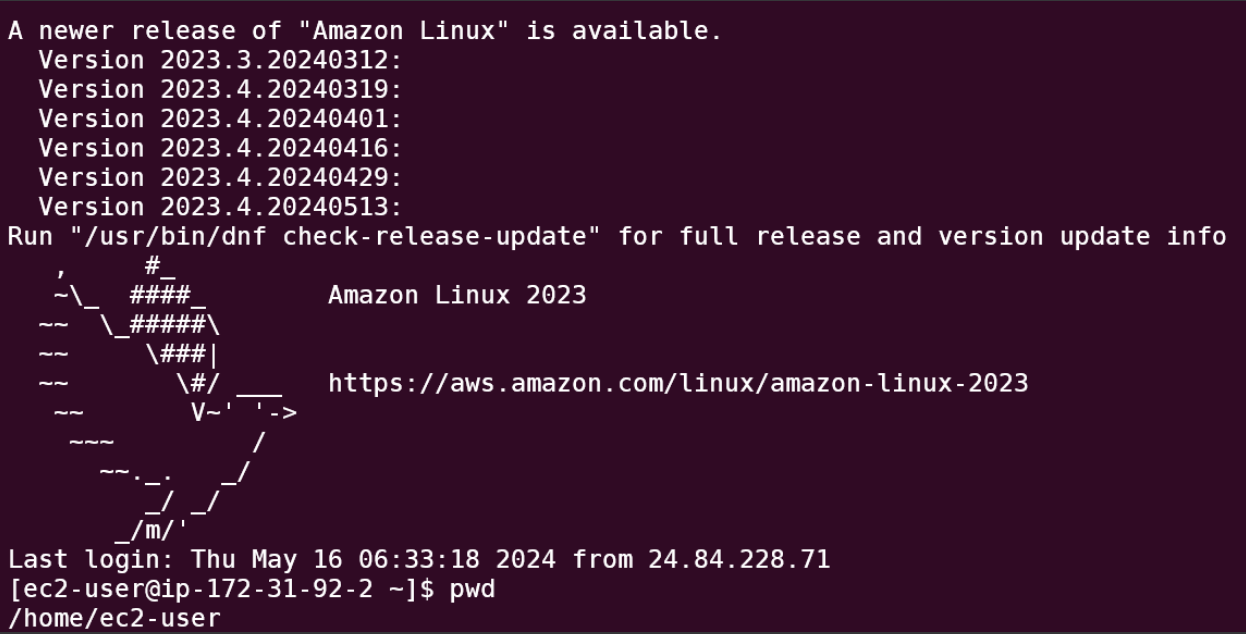 A newer release of "Amazon Linux" is available.
  Version 2023.3.20240312:
  Version 2023.4.20240319:
  Version 2023.4.20240401:
  Version 2023.4.20240416:
  Version 2023.4.20240429:
  Version 2023.4.20240513:
Run "/usr/bin/dnf check-release-update" for full release and version update info
   ,     #_
   ~\_  ####_        Amazon Linux 2023
  ~~  \_#####\
  ~~     \###|
  ~~       \#/ ___   https://aws.amazon.com/linux/amazon-linux-2023
   ~~       V~' '->
    ~~~         /
      ~~._.   _/
         _/ _/
       _/m/'
Last login: Thu May 16 06:33:18 2024 from 24.84.228.71
[ec2-user@ip-172-31-92-2 ~]$ pwd
/home/ec2-user